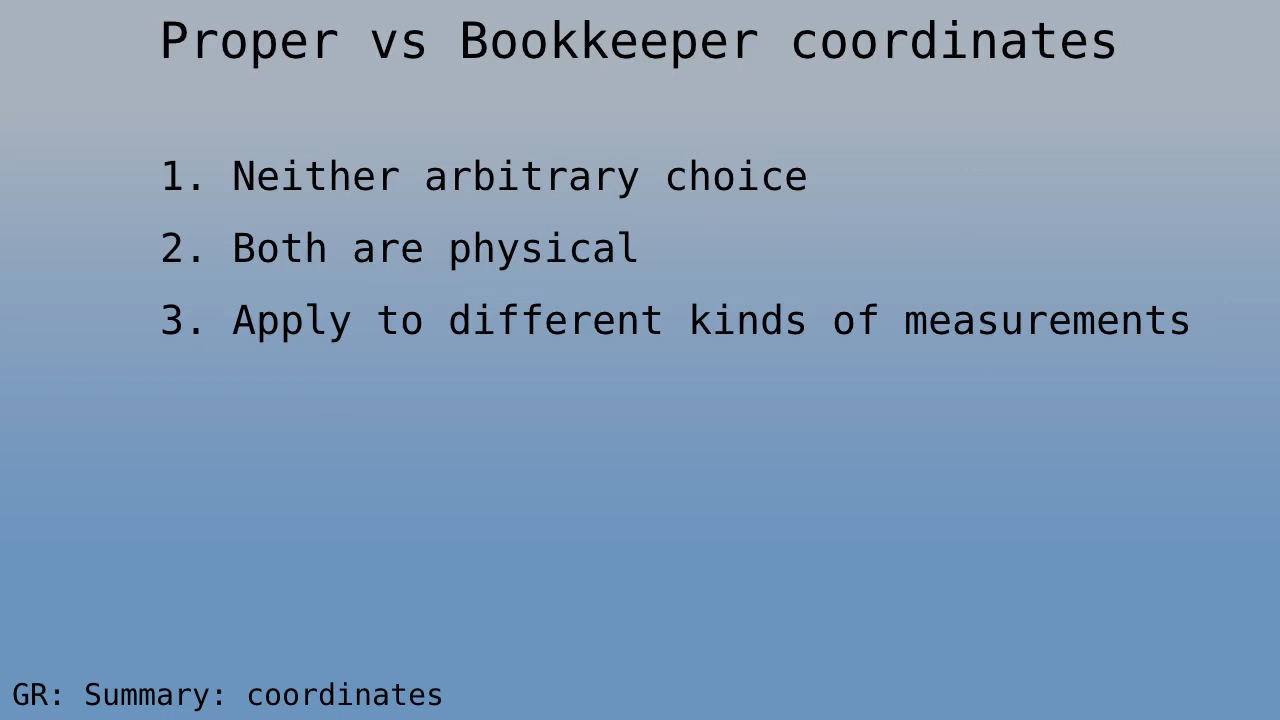 Proper vs Bookkeeper coordinates
1. Neither arbitrary choice
2. Both are physical
3. Apply to different kinds of measurements
GR: Summary: coordinates